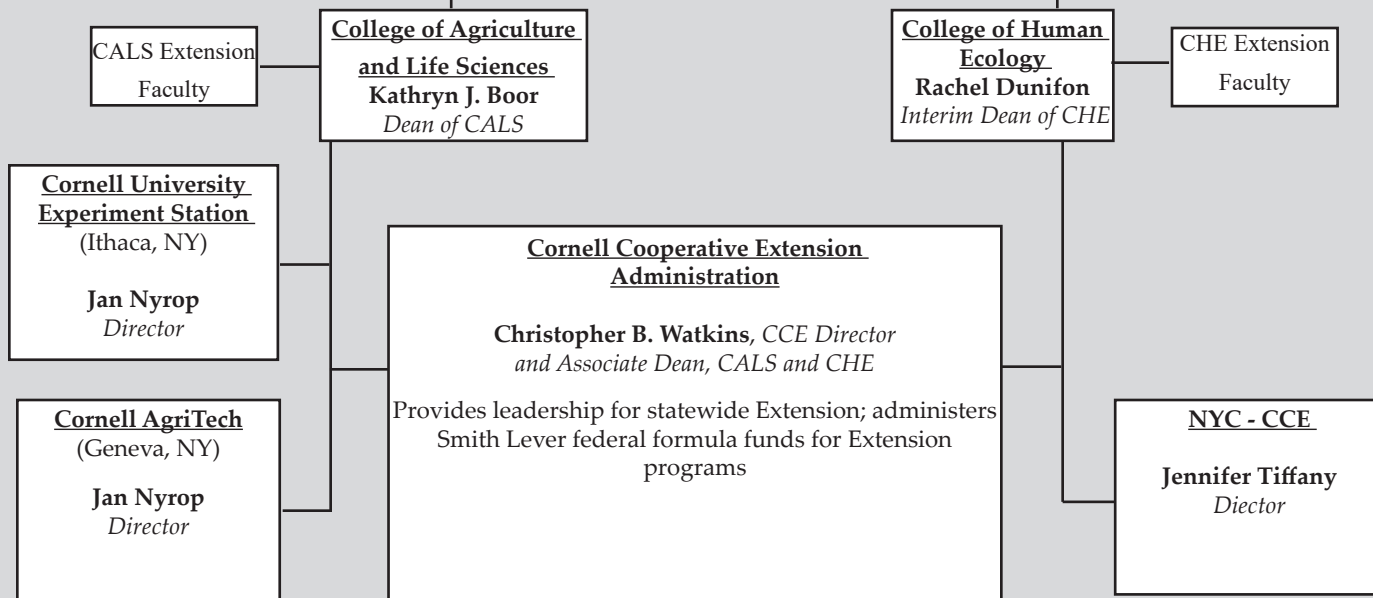 CALS Extension
Faculty
College of Agriculture
and Life Sciences
Kathryn J. Boor
Dean of CALS
College of Human
Ecology
Rachel Dunifon
Interim Dean of CHE
CHE Extension
Faculty
Cornell University
Experiment Station
(Ithaca, NY)
Jan Nyrop
Director
Cornell Cooperative Extension
Administration
Christopher B. Watkins, CCE Director
and Associate Dean, CALS and CHE
Provides leadership for statewide Extension; administers
Smith Lever federal formula funds for Extension
programs
Cornell AgriTech
(Geneva, NY)
Jan Nyrop
Director
NYC - CCE
Jennifer Tiffany
Diector